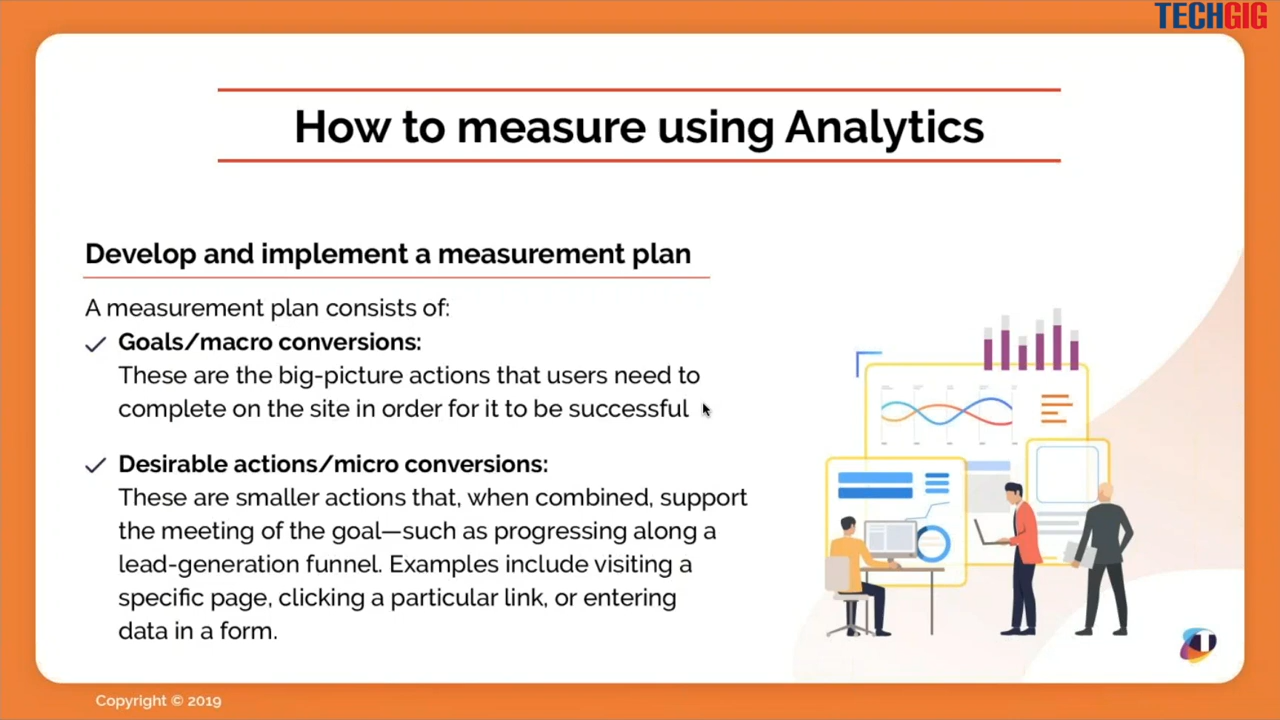 TECHGIG
How to measure using Analytics
Develop and implement a measurement plan
A measurement plan consists of:
Goals/macro conversions:
These are the big-picture actions that users need to
complete on the site in order for it to be successful
Desirable actions/micro conversions:
These are smaller actions that, when combined, support
the meeting of the goal—such as progressing along a
lead-generation funnel. Examples include visiting a
specific page, clicking a particular link, or entering
data in a form.
Copyright © 2019